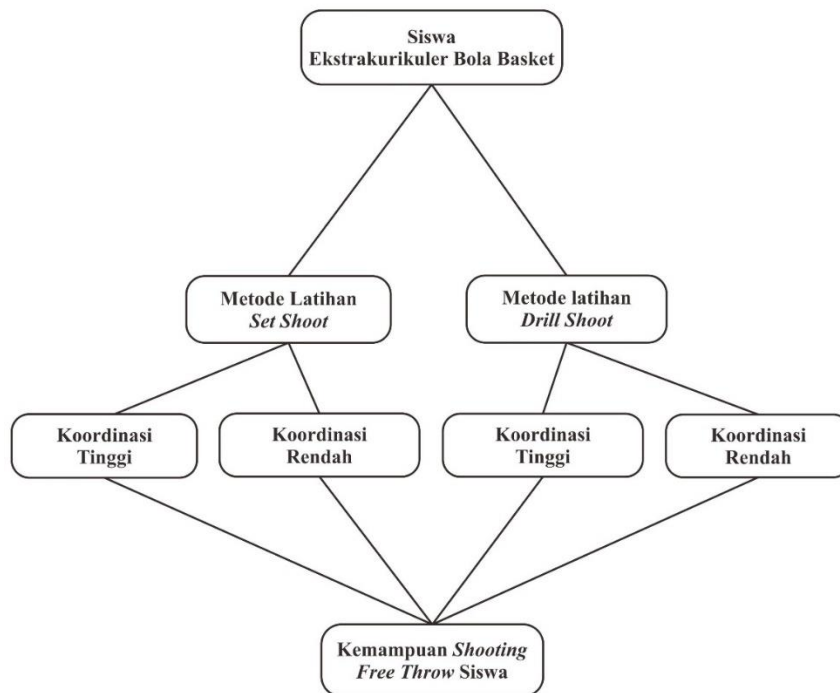 Siswa
Ekstrakurikuler Bola Basket
Metode Latihan
Set Shoot
Metode latihan
Drill Shoot
Koordinasi
Tinggi
Koordinasi
Rendah
Koordinasi
Tinggi
Koordinasi
Rendah
Kemampuan Shooting
Free Throw Siswa